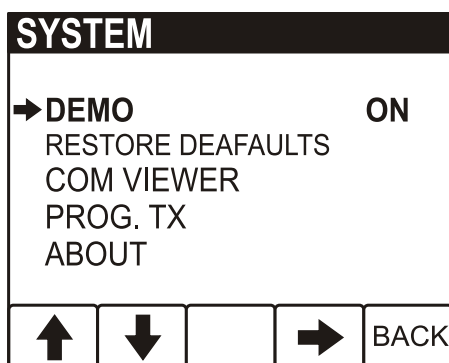 SYSTEM
DEMO ON
RESTORE DEAFAULTS
COM VIEWER
PROG. TX
ABOUT
BACK